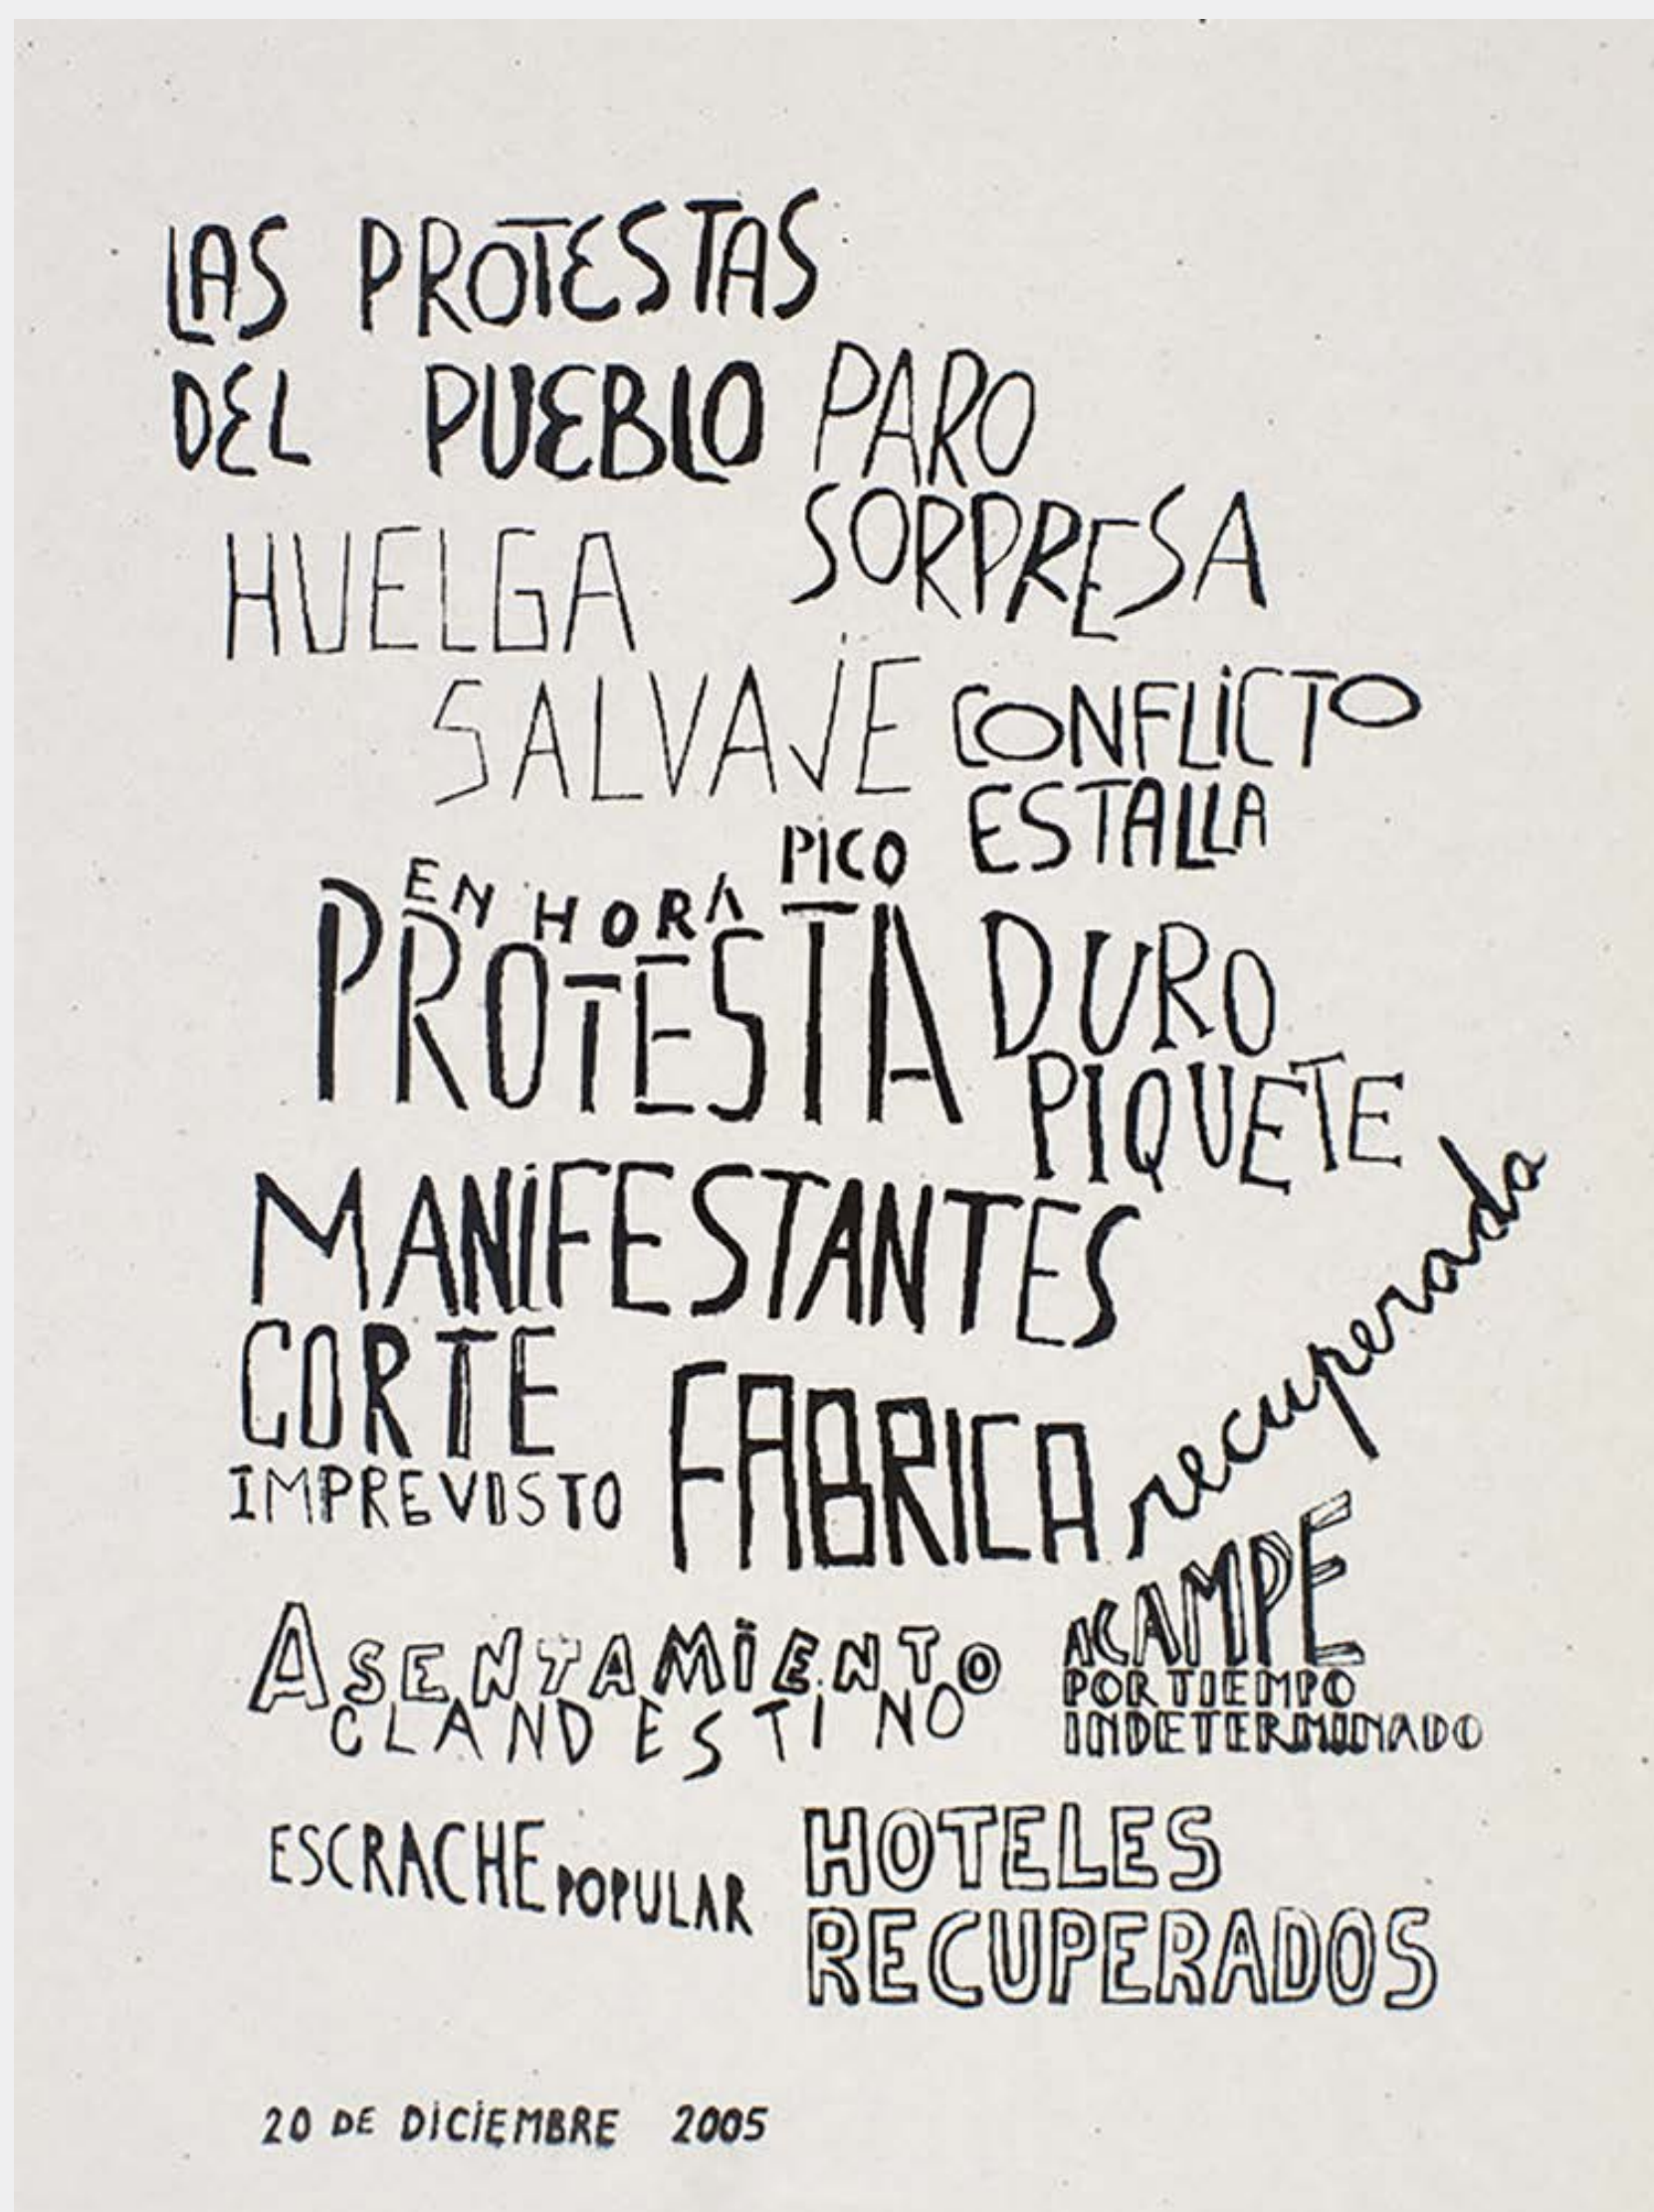 LAS PROTESTAS
DEL PUEBLO
PARO
SORPRESA
HUELGA
SALVAJE
CONFLICTO
ESTALLA
EN HORA PICO
PROTESTA
DURO
PIQUETE
MANIFESTANTES
CORTE
IMPREVISTO
FABRICA recuperada
ASENTAMIENTO
CLANDESTINO
ACAMPE
POR TIEMPO
INDETERMINADO
ESCRACHE POPULAR
HOTELES
RECUPERADOS
20 DE DICIEMBRE 2005